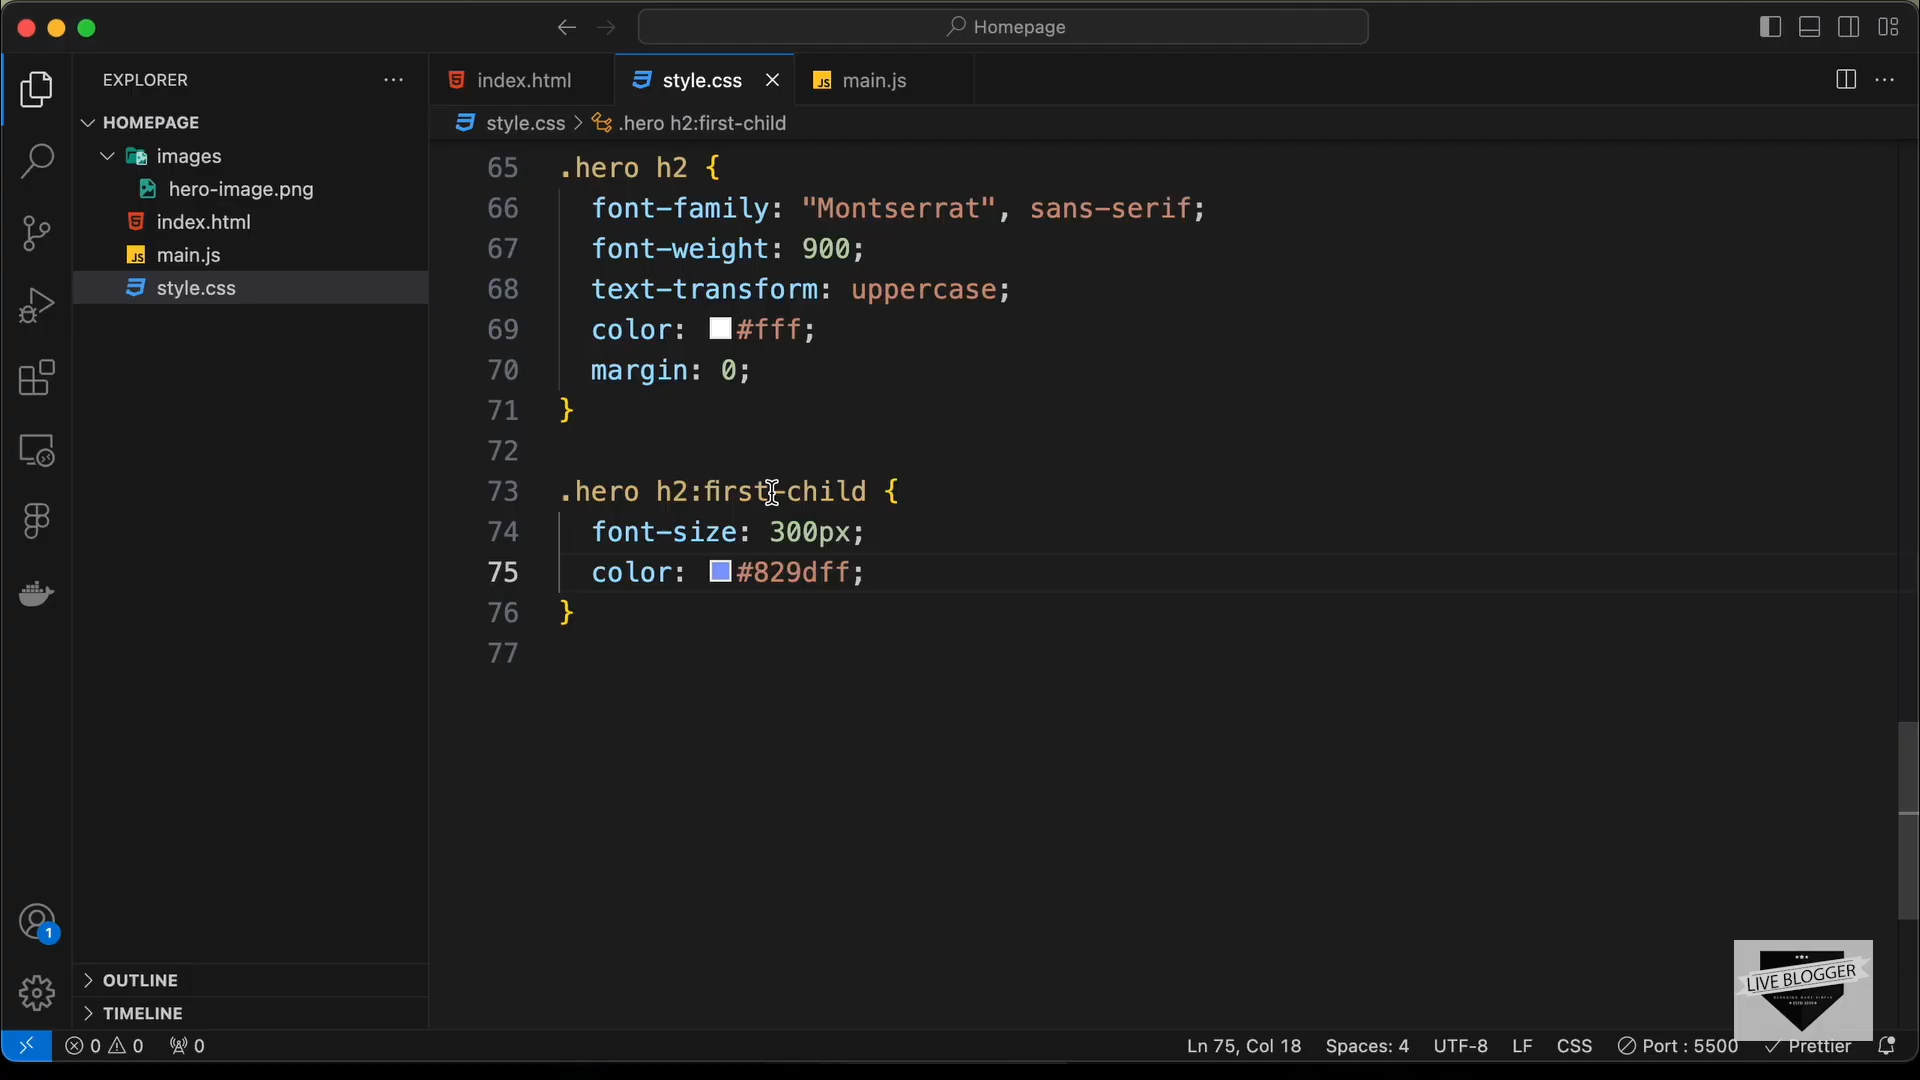 Homepage
EXPLORER
HOMEPAGE
images
hero-image.png
index.html
JS main.js
style.css
OUTLINE
TIMELINE
index.html
style.css
JS main.js
style.css > .hero h2:first-child
65 .hero h2 {
66 font-family: "Montserrat", sans-serif;
67 font-weight: 900;
68 text-transform: uppercase;
69 color: #fff;
70 margin: 0;
71 }
72
73 .hero h2:first-child {
74 font-size: 300px;
75 color: #829dff;
76 }
77
1
LIVE BLOGGER
0 0 0
Ln 75, Col 18 Spaces: 4 UTF-8 LF CSS Port : 5500 Prettier